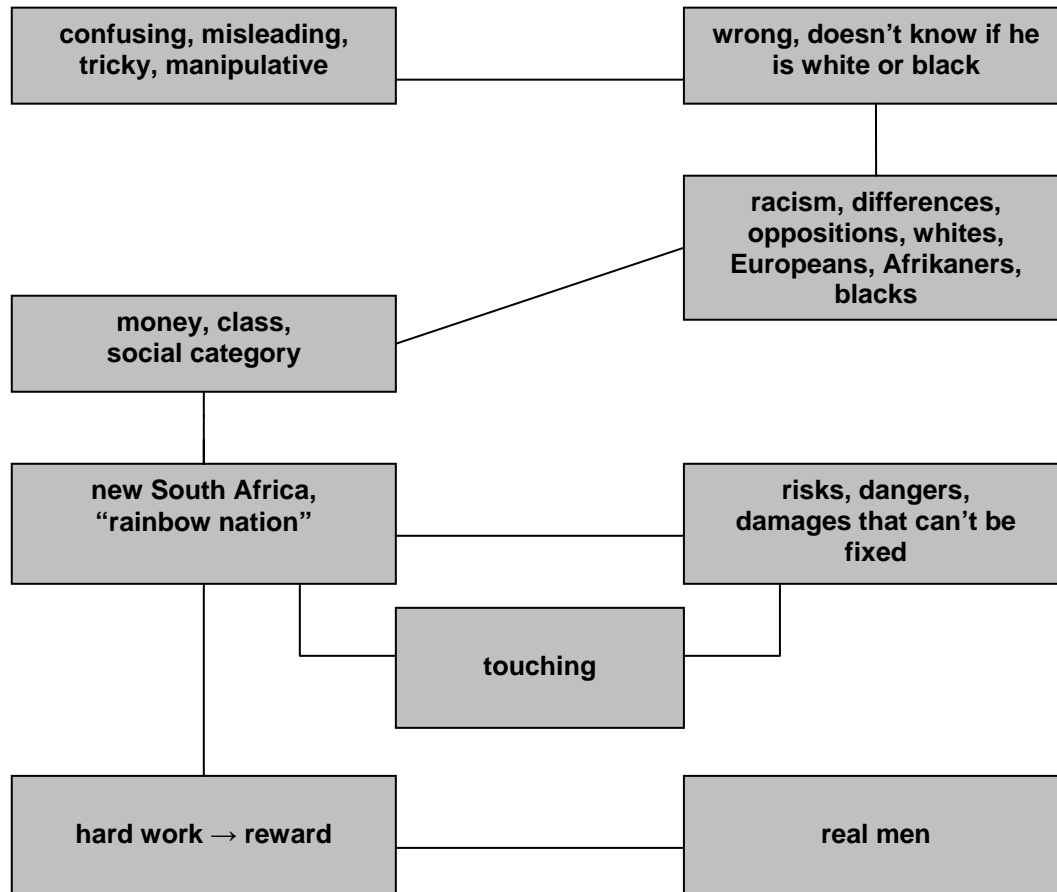 confusing, misleading,
tricky, manipulative
wrong, doesn’t know if he
is white or black
racism, differences,
oppositions, whites,
Europeans, Afrikaners,
blacks
money, class,
social category
new South Africa,
“rainbow nation”
risks, dangers,
damages that can’t be
fixed
touching
hard work → reward
real men